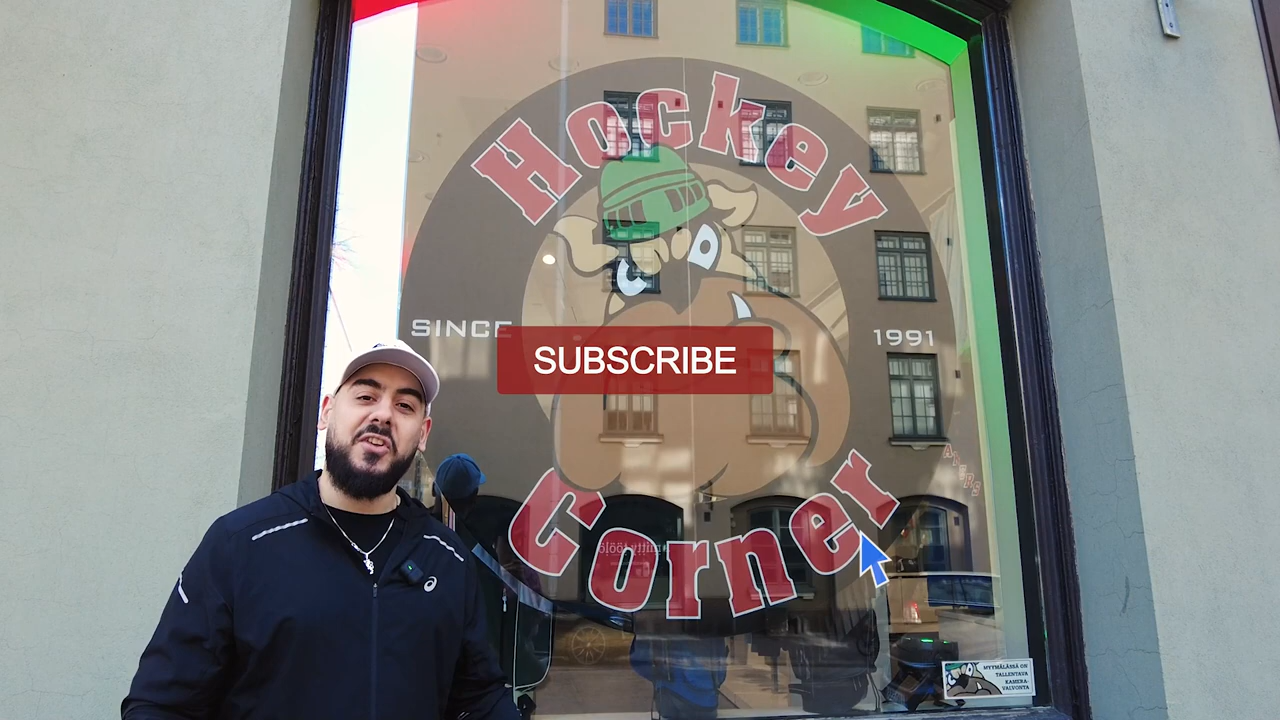 Hockey
SINCE 1991
SUBSCRIBE
Corner
MYYMÄLÄSSÄ ON
TALLENTAVA
KAMERA-
VALVONTA